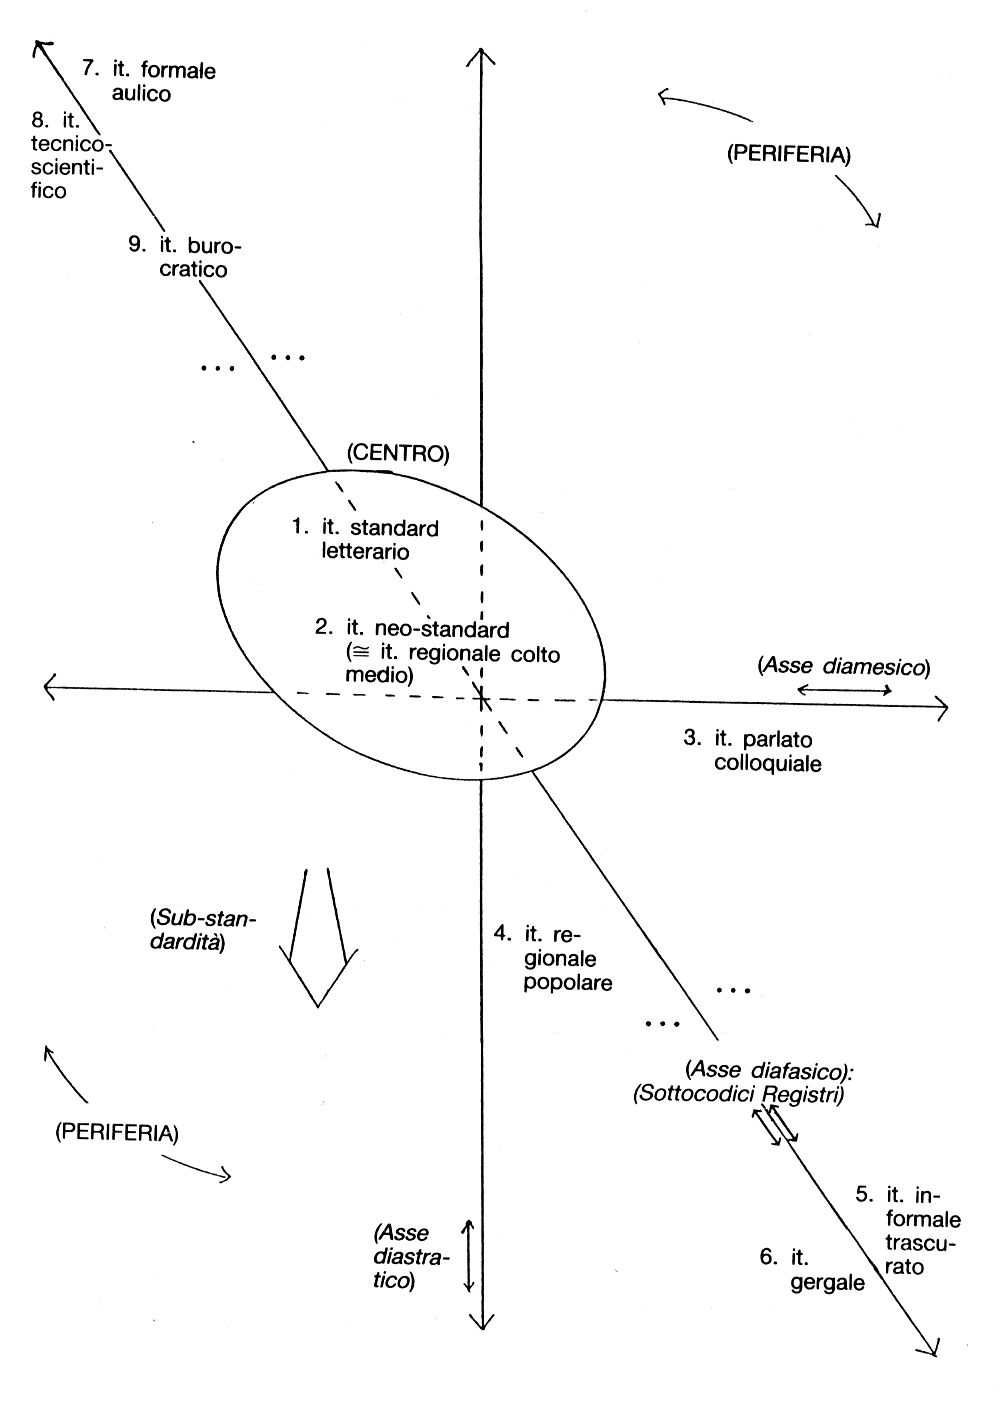 7. it. formale
aulico
8. it.
tecnico-
scienti-
fico
(PERIFERIA)
9. it. buro-
cratico
... ...
(CENTRO)
1. it. standard
letterario
2. it. neo-standard
(≅ it. regionale colto
medio)
(Asse diamesico)
3. it. parlato
colloquiale
(Sub-stan-
dardità)
4. it. re-
gionale
popolare
...
...
(Asse diafasico):
(Sottocodici Registri)
(PERIFERIA)
(Asse
diastra-
tico)
5. it. in-
formale
trascu-
rato
6. it.
gergale